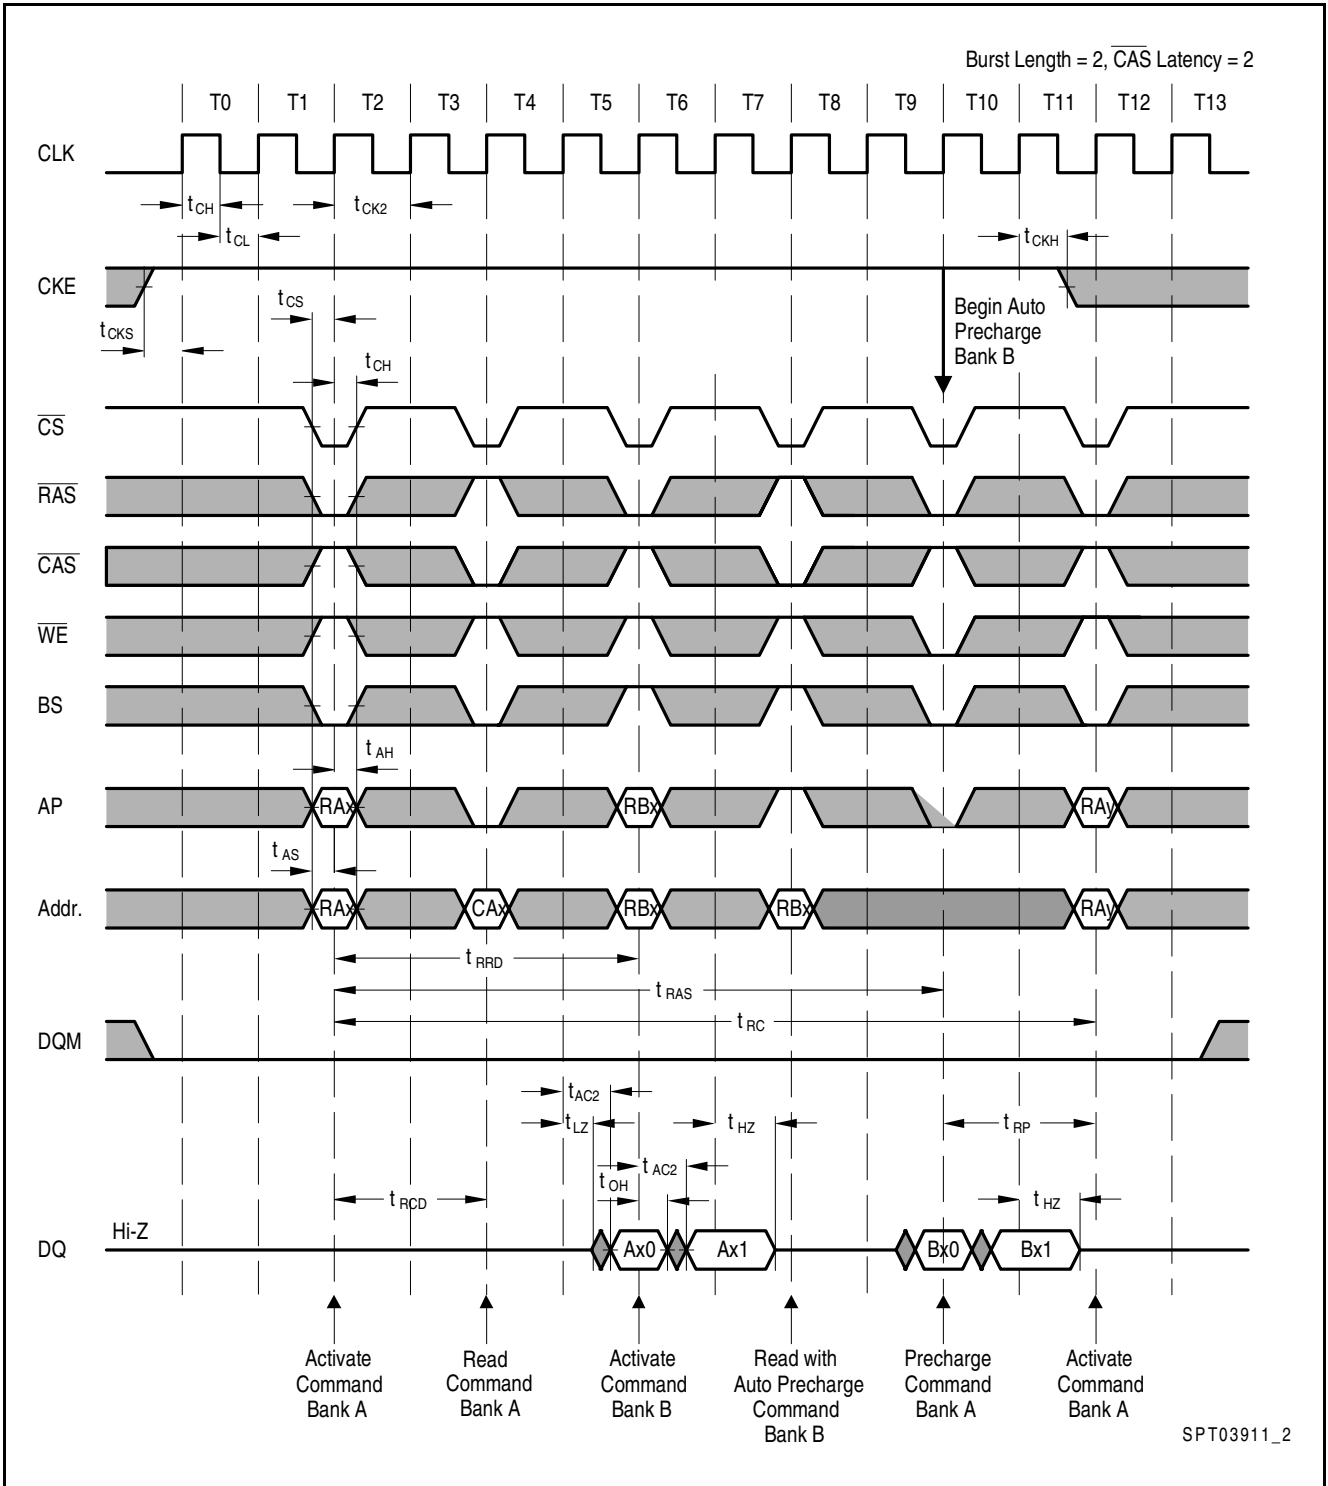 Burst Length = 2, CAS Latency = 2
T0 T1 T2 T3 T4 T5 T6 T7 T8 T9 T10 T11 T12 T13
CLK
tCH tCK2
tCL tCKH
CKE
tCS
Begin Auto
Precharge
Bank B
tCKS
tCH
CS
RAS
CAS
WE
BS
tAH
AP RAx RBx RAy
tAS
Addr. RAx CAx RBx RBx RAy
tRRD
tRAS
tRC
DQM
tAC2
tLZ tHZ tRP
tAC2
tOH
tRCD tHZ
Hi-Z
DQ Ax0 Ax1 Bx0 Bx1
Activate
Command
Bank A
Read
Command
Bank A
Activate
Command
Bank B
Read with
Auto Precharge
Command
Bank B
Precharge
Command
Bank A
Activate
Command
Bank A
SPT03911_2